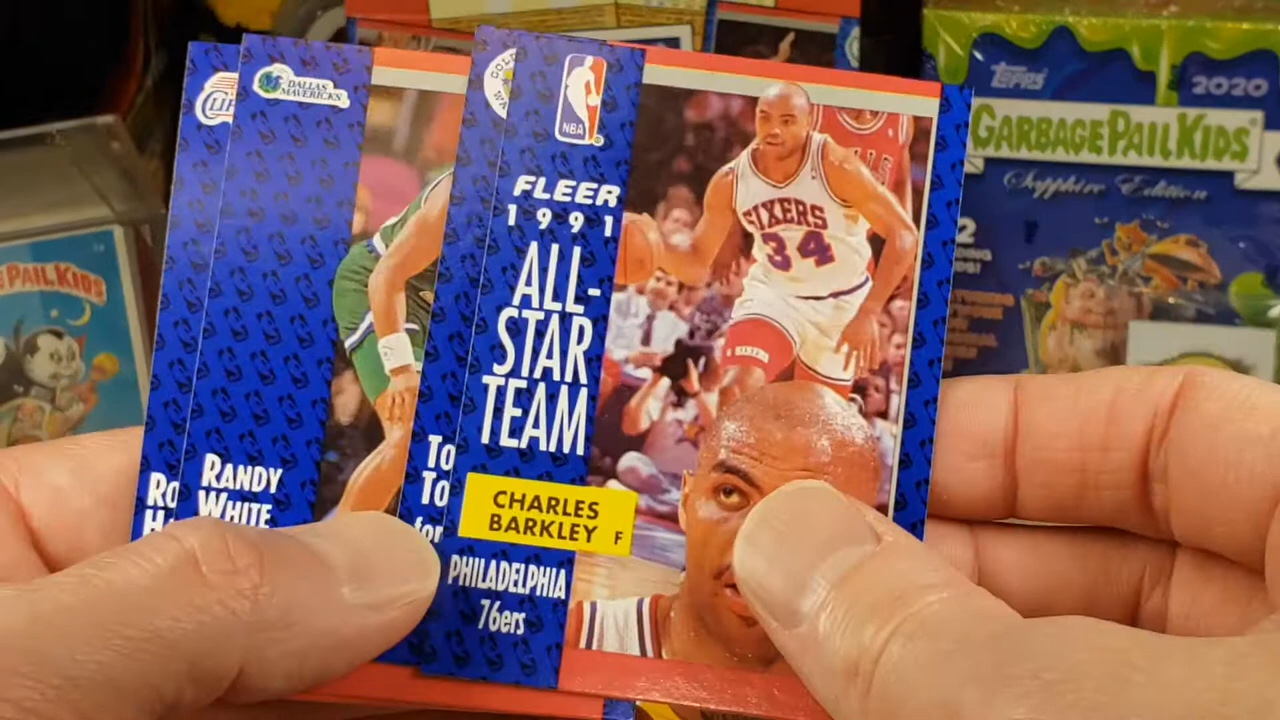 DALLAS
MAVERICKS
RANDY
WHITE
NBA
FLEER
1991
ALL-
STAR
TEAM
CHARLES
BARKLEY F
PHILADELPHIA
76ers
SIXERS
34
SIXERS
TOPPS
2020
GARBAGE PAIL KIDS
Sapphire Edition
PAIL KIDS